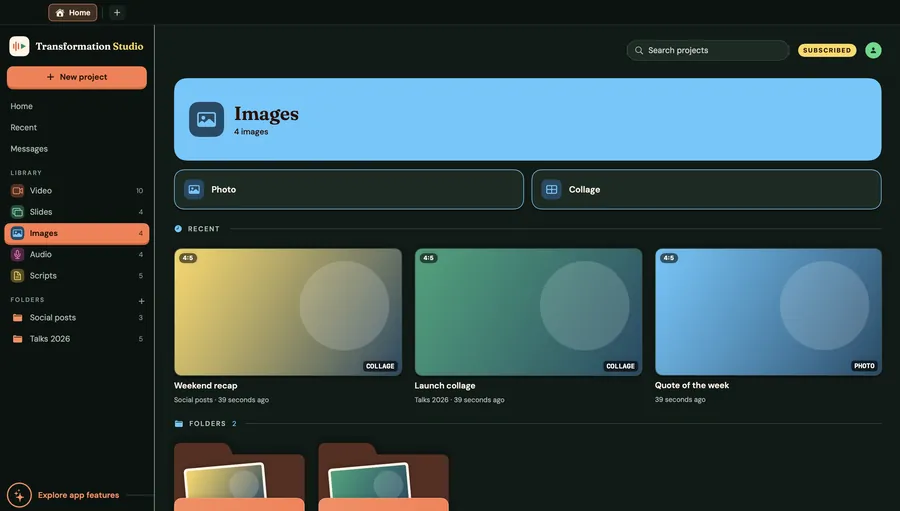 Home
Transformation Studio
New project
Home
Recent
Messages
LIBRARY
Video 10
Slides 4
Images 4
Audio 4
Scripts 5
FOLDERS
Social posts 3
Talks 2026 5
Explore app features
Search projects
SUBSCRIBED
Images
4 images
Photo
Collage
RECENT
4:5
COLLAGE
Weekend recap
Social posts · 39 seconds ago
4:5
COLLAGE
Launch collage
Talks 2026 · 39 seconds ago
4:5
PHOTO
Quote of the week
39 seconds ago
FOLDERS 2